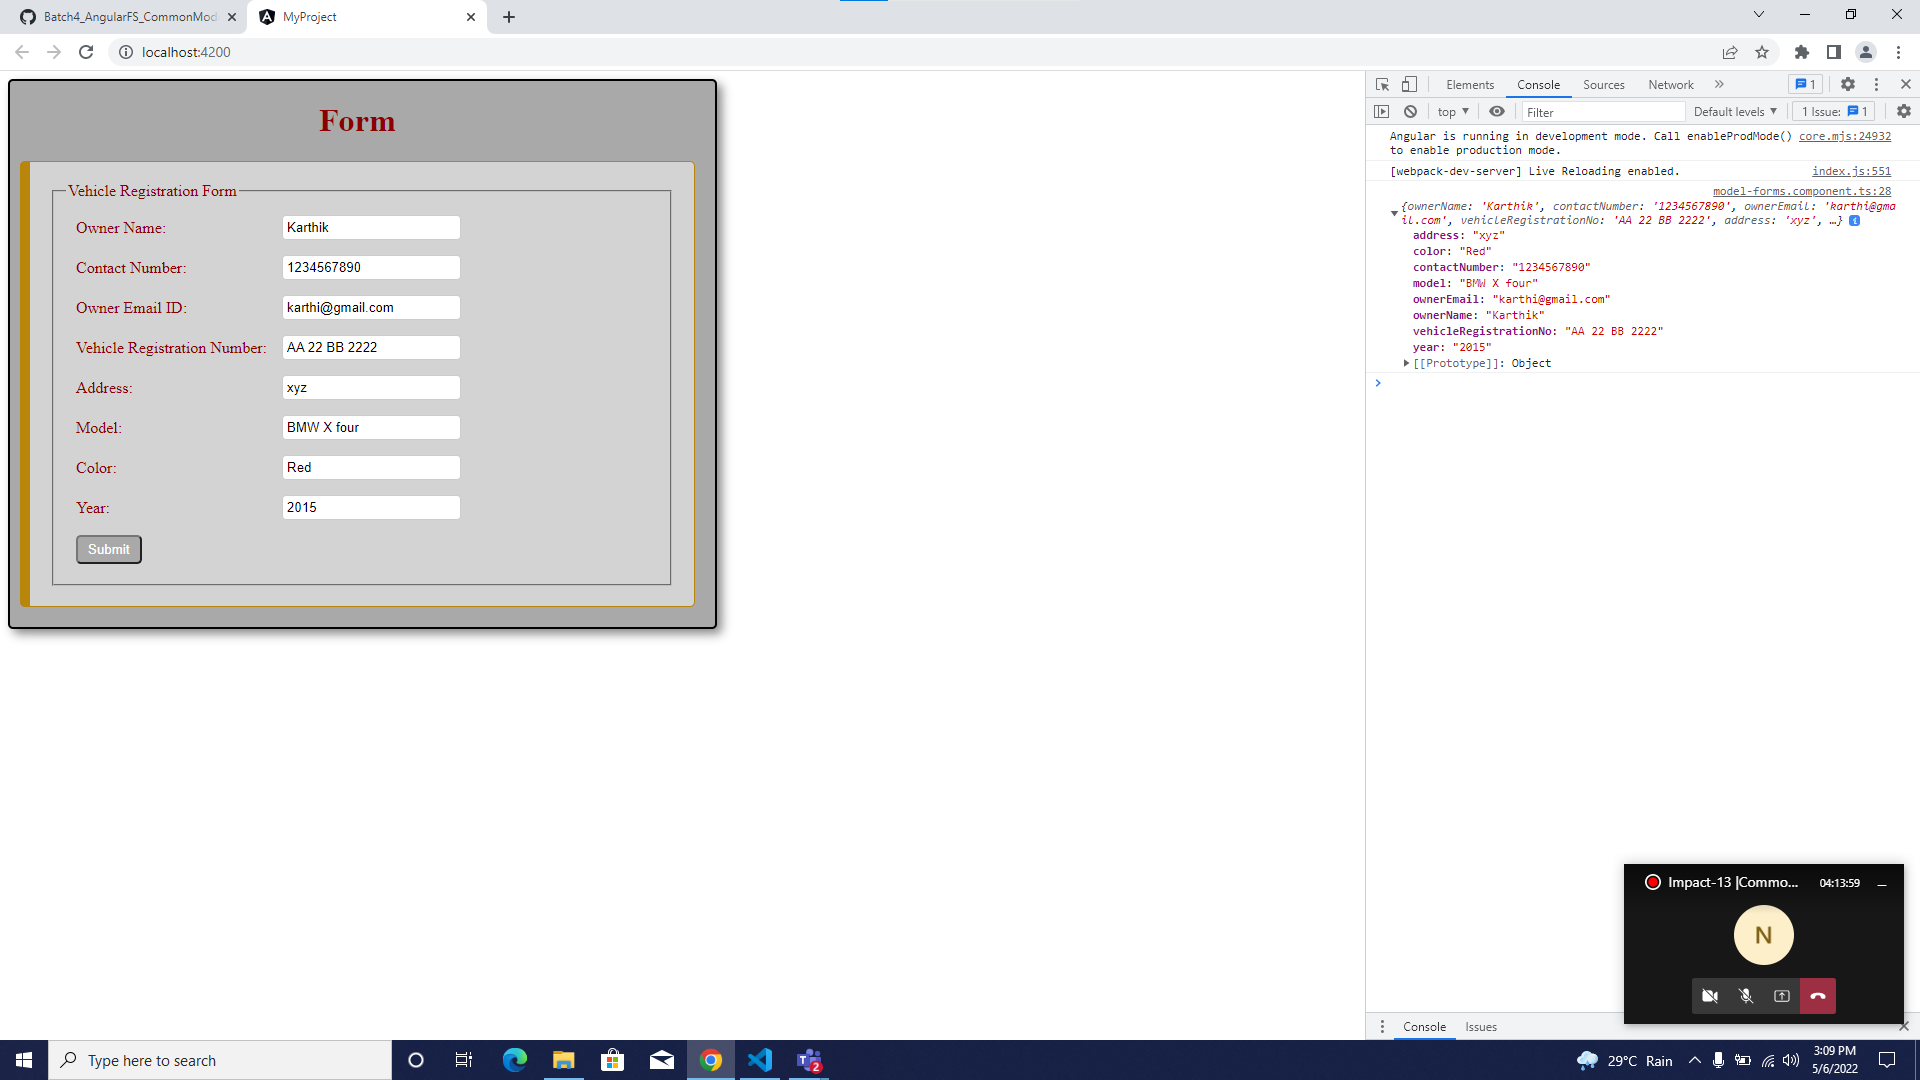 Batch4_AngularFS_CommonMod
MyProject
localhost:4200
Form
Vehicle Registration Form
Owner Name: Karthik
Contact Number: 1234567890
Owner Email ID: karthi@gmail.com
Vehicle Registration Number: AA 22 BB 2222
Address: xyz
Model: BMW X four
Color: Red
Year: 2015
Submit
Elements Console Sources Network » 1
top Filter Default levels 1 Issue: 1
Angular is running in development mode. Call enableProdMode() core.mjs:24932
to enable production mode.
[webpack-dev-server] Live Reloading enabled. index.js:551
model-forms.component.ts:28
{ownerName: 'Karthik', contactNumber: '1234567890', ownerEmail: 'karthi@gma
il.com', vehicleRegistrationNo: 'AA 22 BB 2222', address: 'xyz', …} i
address: "xyz"
color: "Red"
contactNumber: "1234567890"
model: "BMW X four"
ownerEmail: "karthi@gmail.com"
ownerName: "Karthik"
vehicleRegistrationNo: "AA 22 BB 2222"
year: "2015"
[[Prototype]]: Object
Impact-13 |Commo... 04:13:59
N
Console Issues
Type here to search
T 2
29°C Rain
3:09 PM
5/6/2022